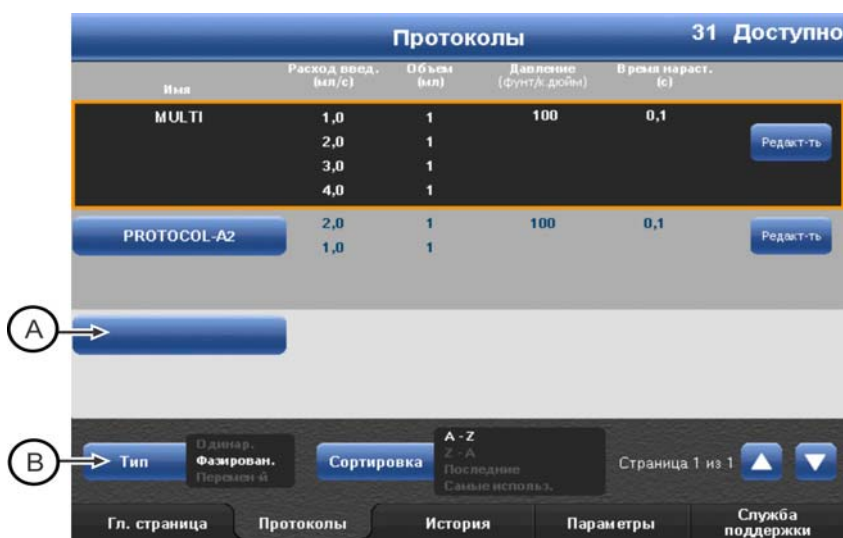 Протоколы 31 Доступно
Имя Расход введ. (мл/с) Объем (мл) Давление (фунт/к.дюйм) Время нараст. (с)
MULTI 1,0 1 100 0,1
2,0 1 Редакт-ть
3,0 1
4,0 1
PROTOCOL-A2 2,0 1 100 0,1 Редакт-ть
1,0 1
A
B
Тип
Одинар.
Фазирован.
Перемен-й
Сортировка
A - Z
Z - A
Последние
Самые использ.
Страница 1 из 1
Гл. страница Протоколы История Параметры Служба поддержки